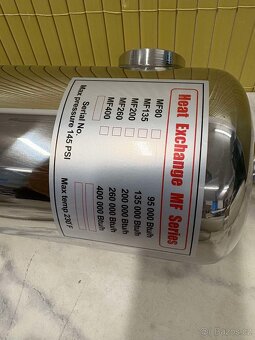 Heat Exchange MF Series
MF80 95 000 Btu/h
MF135 135 000 Btu/h
MF200 200 000 Btu/h
MF260 260 000 Btu/h
MF400 400 000 Btu/h
Serial No.
Max pressure 145 PSI Max temp 230 F